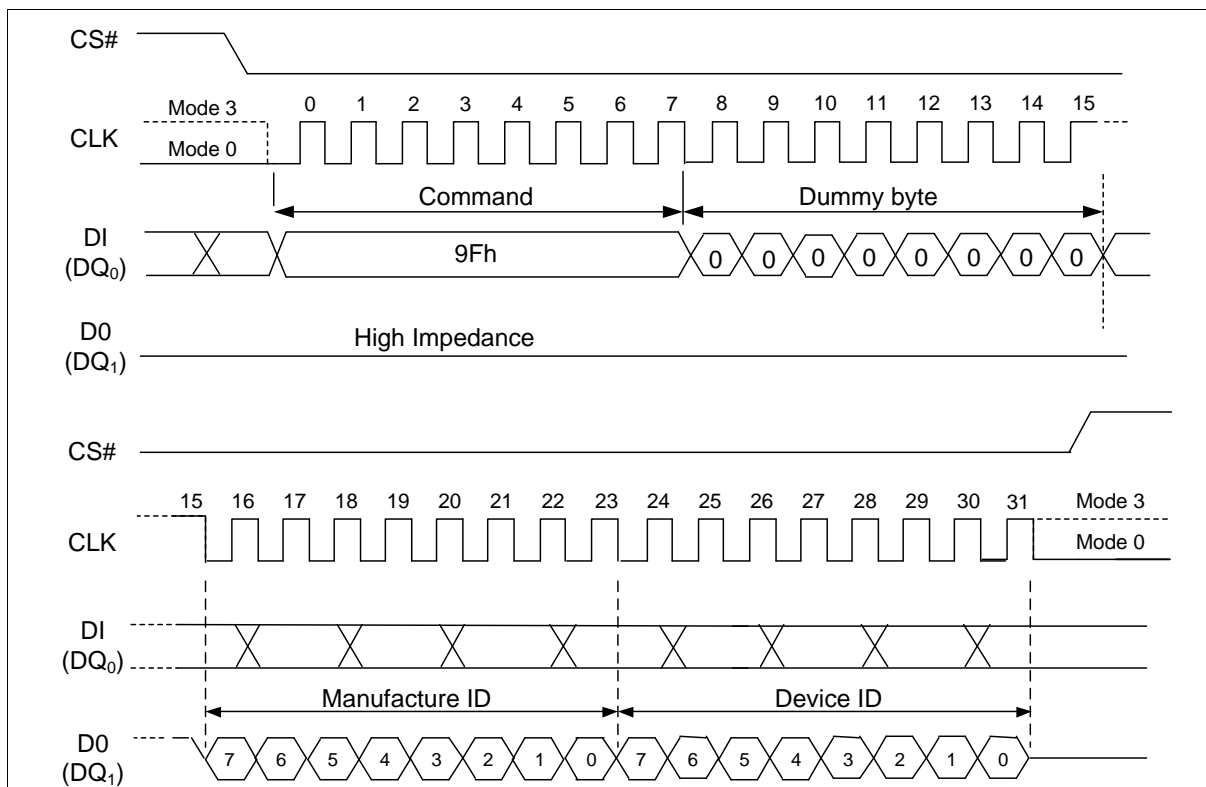 CS#
0 1 2 3 4 5 6 7 8 9 10 11 12 13 14 15
Mode 3
CLK
Mode 0
Command Dummy byte
DI
(DQ0)
9Fh 0 0 0 0 0 0 0 0
D0
(DQ1)
High Impedance
CS#
15 16 17 18 19 20 21 22 23 24 25 26 27 28 29 30 31
Mode 3
CLK
Mode 0
DI
(DQ0)
Manufacture ID Device ID
D0
(DQ1)
7 6 5 4 3 2 1 0 7 6 5 4 3 2 1 0